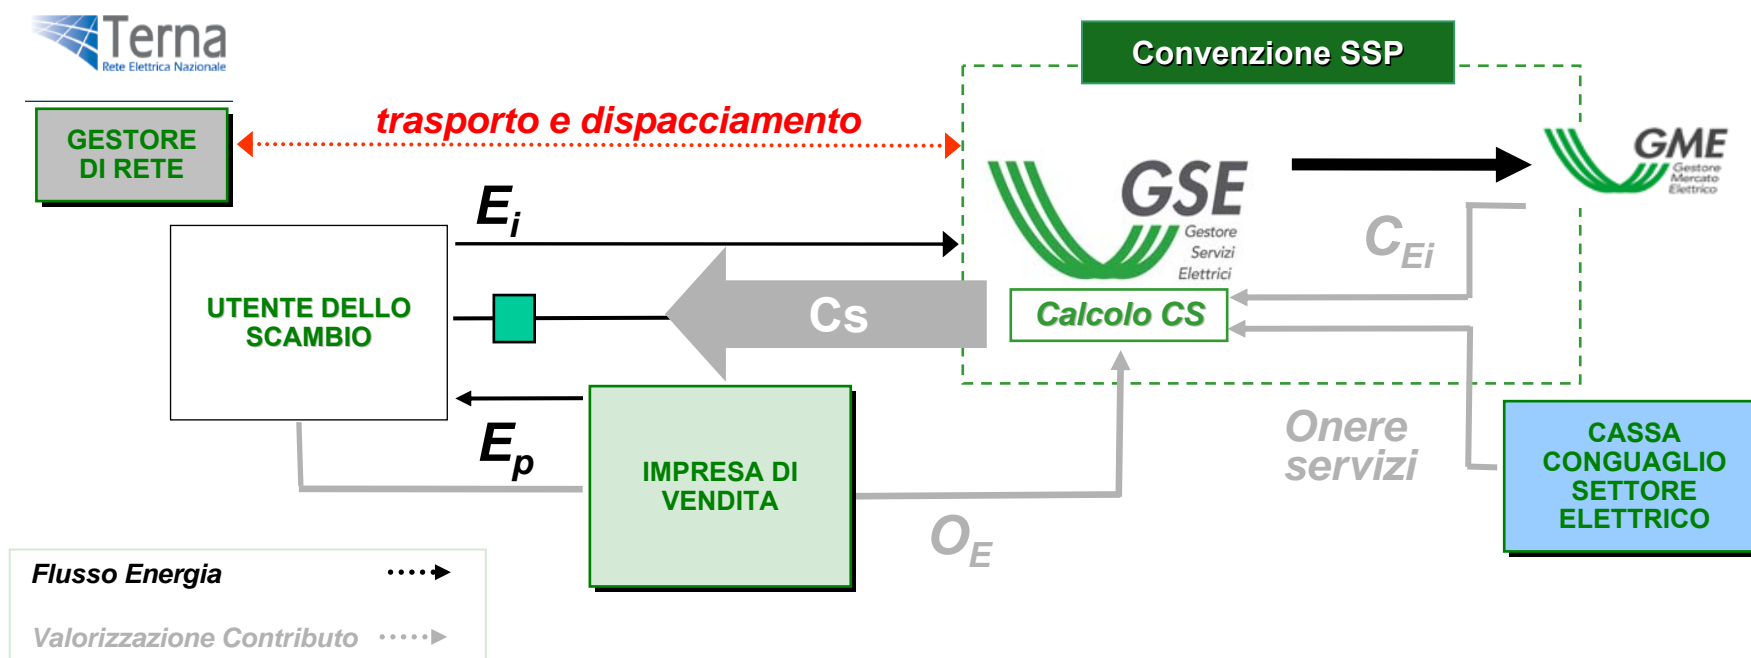 Terna
Rete Elettrica Nazionale
Convenzione SSP
GESTORE
DI RETE
trasporto e dispacciamento
GSE
Gestore
Servizi
Elettrici
GME
Gestore
Mercato
Elettrico
Ei
CEi
UTENTE DELLO
SCAMBIO
Cs
Calcolo CS
Ep
IMPRESA DI
VENDITA
OE
Onere
servizi
CASSA
CONGUAGLIO
SETTORE
ELETTRICO
Flusso Energia
Valorizzazione Contributo